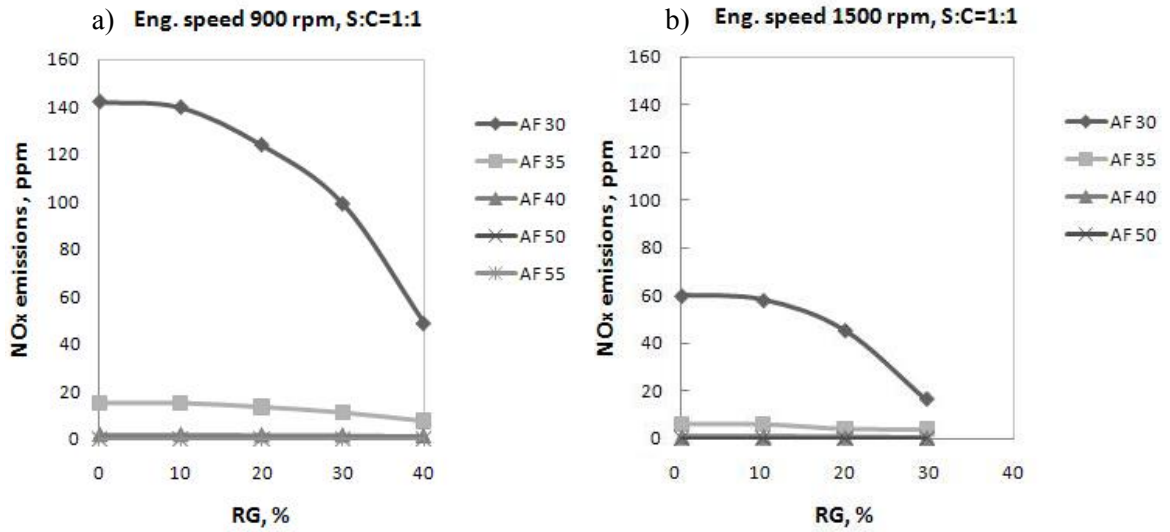 a) Eng. speed 900 rpm, S:C=1:1
160
140
120
100
80
60
40
20
0
NOx emissions, ppm
0 10 20 30 40
RG, %
AF 30
AF 35
AF 40
AF 50
AF 55
b) Eng. speed 1500 rpm, S:C=1:1
160
140
120
100
80
60
40
20
0
NOx emissions, ppm
0 10 20 30 40
RG, %
AF 30
AF 35
AF 40
AF 50